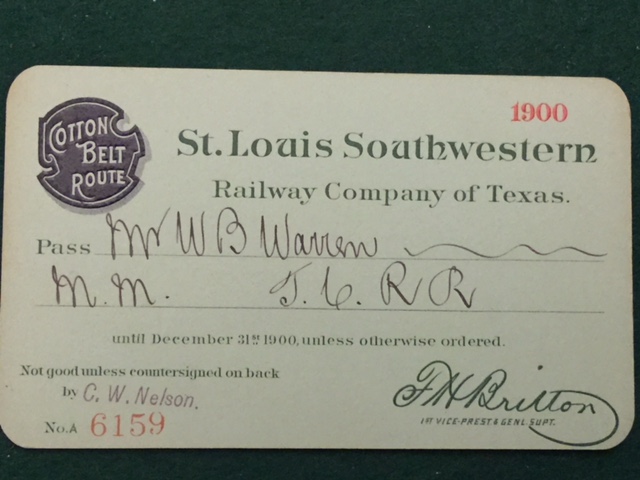 1900
COTTON
BELT
ROUTE
St. Louis Southwestern
Railway Company of Texas.
Pass Mr W B Warren
M. M. T. C. R R
until December 31ST 1900, unless otherwise ordered.
Not good unless countersigned on back
by C. W. Nelson.
No. A 6159
F H Britton
1ST VICE-PREST & GENL. SUPT.